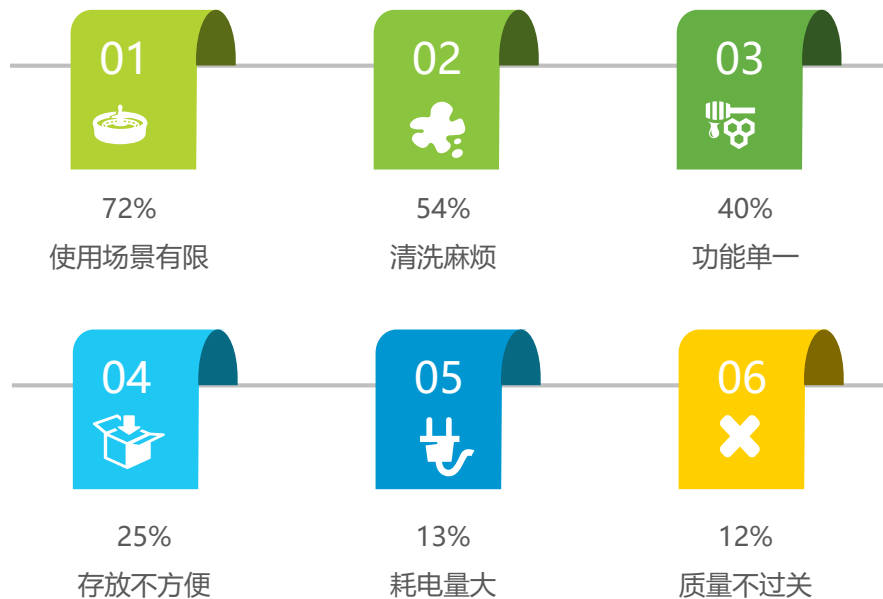 01 02 03
72% 54% 40%
使用场景有限 清洗麻烦 功能单一
04 05 06
25% 13% 12%
存放不方便 耗电量大 质量不过关